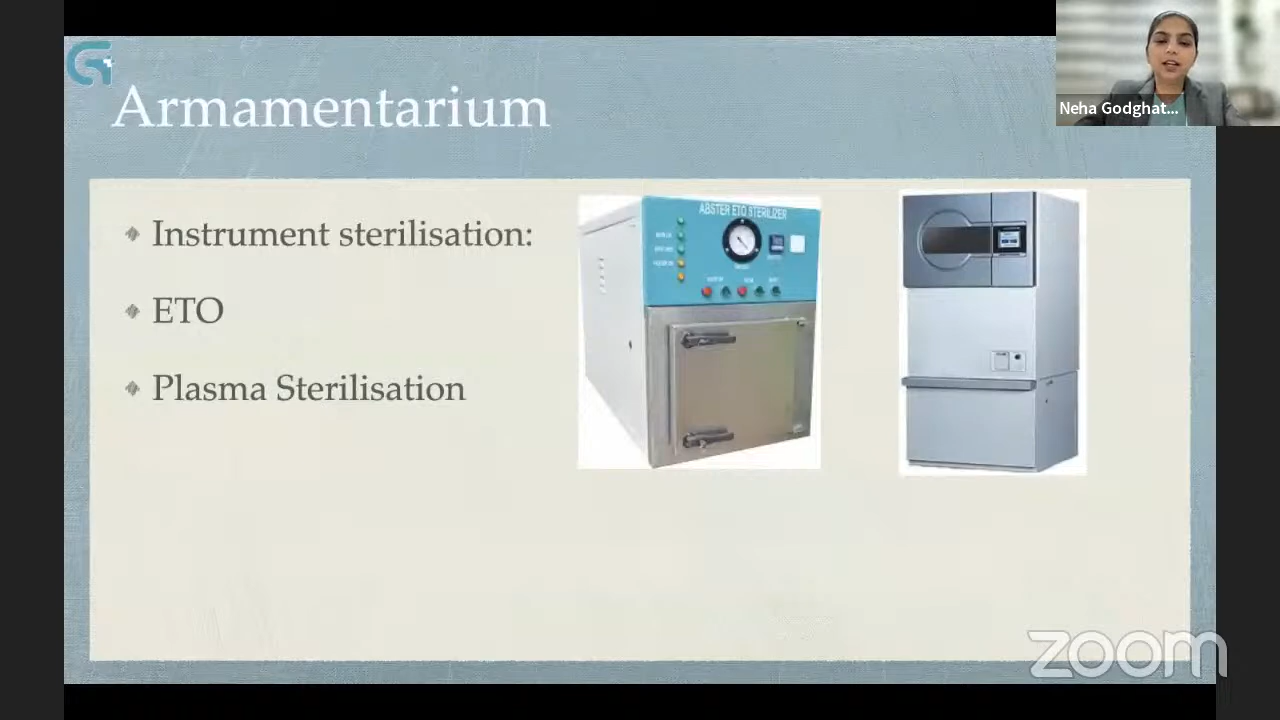 Armamentarium
Neha Godghat...
Instrument sterilisation:
ETO
Plasma Sterilisation
ABSTER ETO STERILIZER
zoom